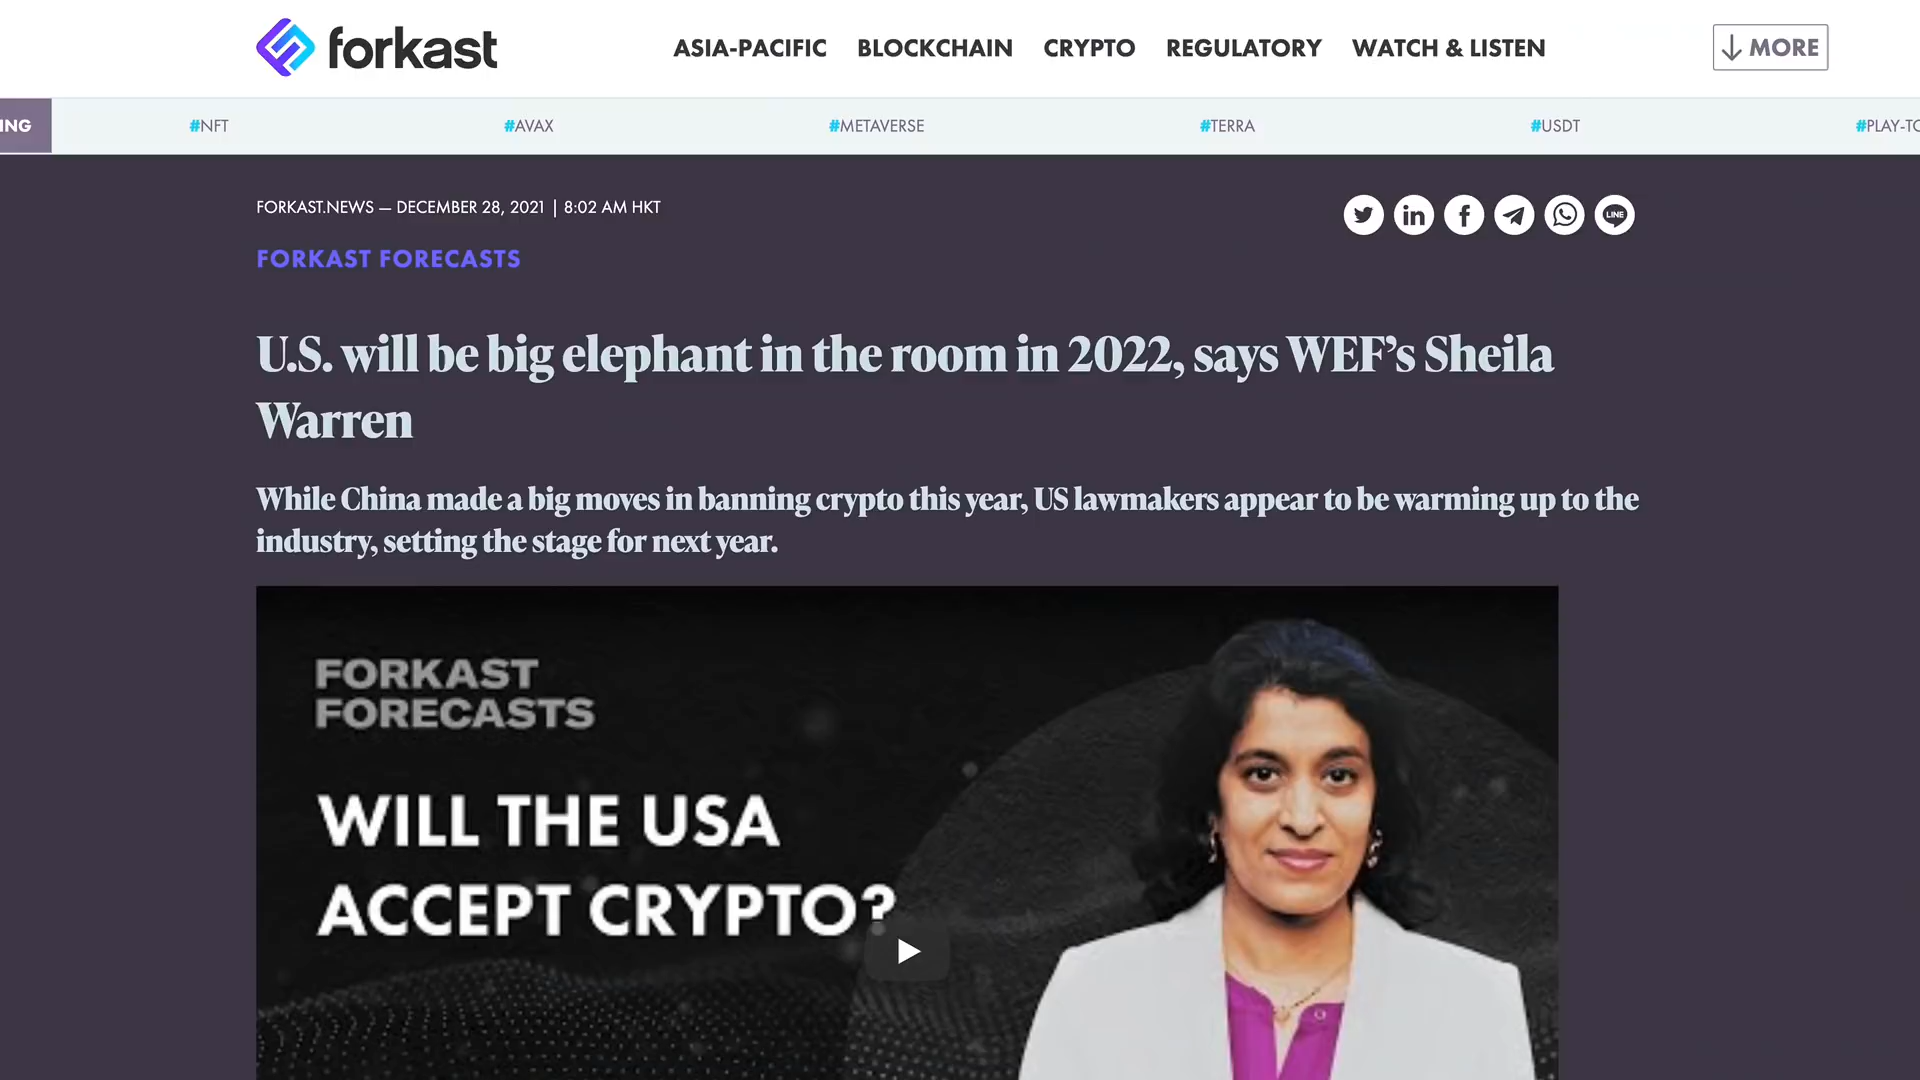 forkast
ASIA-PACIFIC BLOCKCHAIN CRYPTO REGULATORY WATCH & LISTEN MORE
ING #NFT #AVAX #METAVERSE #TERRA #USDT #PLAY-TO
FORKAST.NEWS — DECEMBER 28, 2021 | 8:02 AM HKT
LINE
FORKAST FORECASTS
U.S. will be big elephant in the room in 2022, says WEF’s Sheila
Warren
While China made a big moves in banning crypto this year, US lawmakers appear to be warming up to the
industry, setting the stage for next year.
FORKAST
FORECASTS
WILL THE USA
ACCEPT CRYPTO?